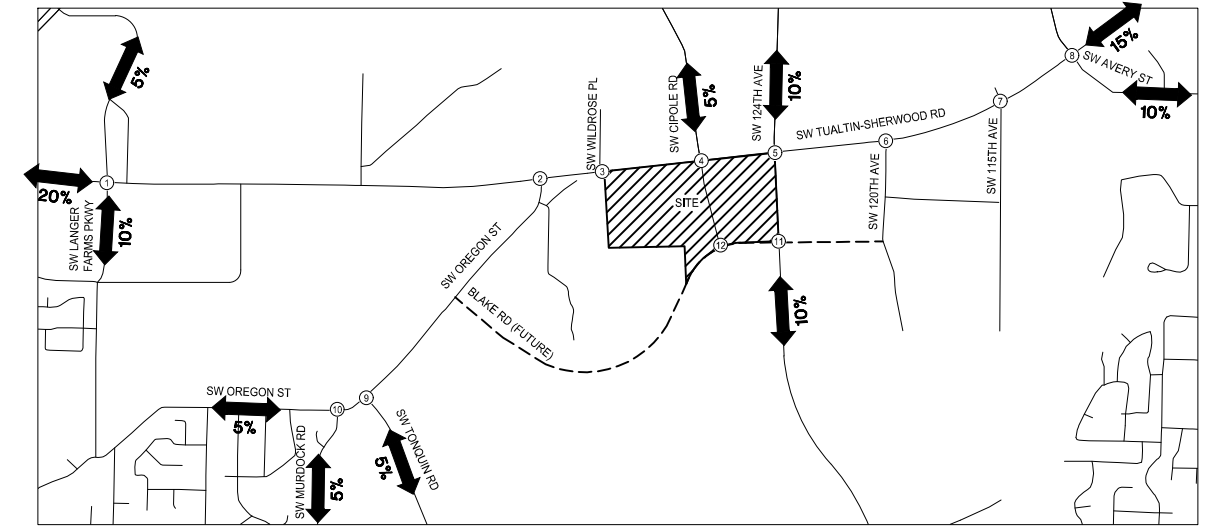 15%
8
SW AVERY ST
10%
5%
SW WILDROSE PL
SW CIPOLE RD
5%
SW 124TH AVE
10%
SW TUALTIN-SHERWOOD RD
7
SW 115TH AVE
6
SW 120TH AVE
5
4
3
2
1
20%
SW LANGER
FARMS PKWY
10%
SITE
12
11
SW OREGON ST
BLAKE RD (FUTURE)
10%
SW OREGON ST
5%
10
9
SW MURDOCK RD
5%
SW TONQUIN RD
5%